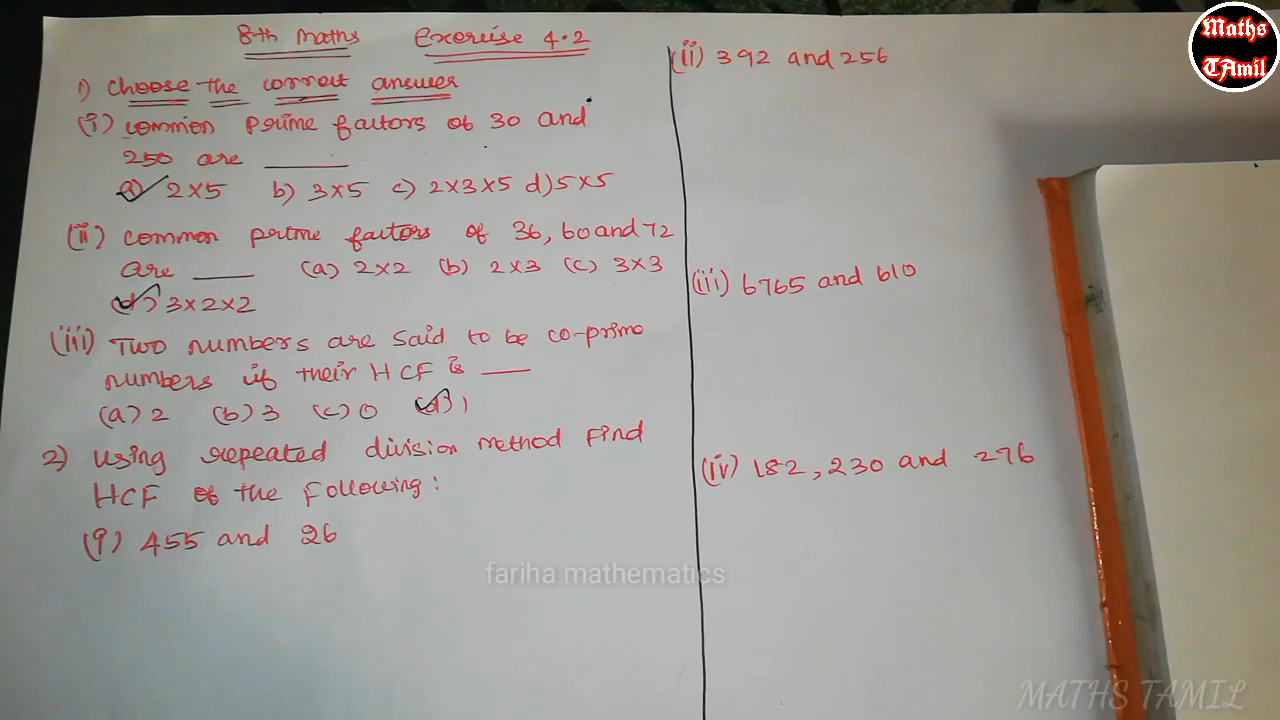 8th Maths Exercise 4.2
1) Choose the correct answer
(i) common prime factors of 30 and
250 are ______
a) 2×5 b) 3×5 c) 2×3×5 d) 5×5
(ii) common prime factors of 36, 60 and 72
are ____ (a) 2×2 (b) 2×3 (c) 3×3
(d) 3×2×2
(iii) Two numbers are said to be co-prime
numbers if their HCF is ____
(a) 2 (b) 3 (c) 0 (d) 1
2) Using repeated division method find
HCF of the following:
(i) 455 and 26
(ii) 392 and 256
(iii) 6765 and 610
(iv) 182, 230 and 276
fariha mathematics
Maths
TAmil
MATHS TAMIL